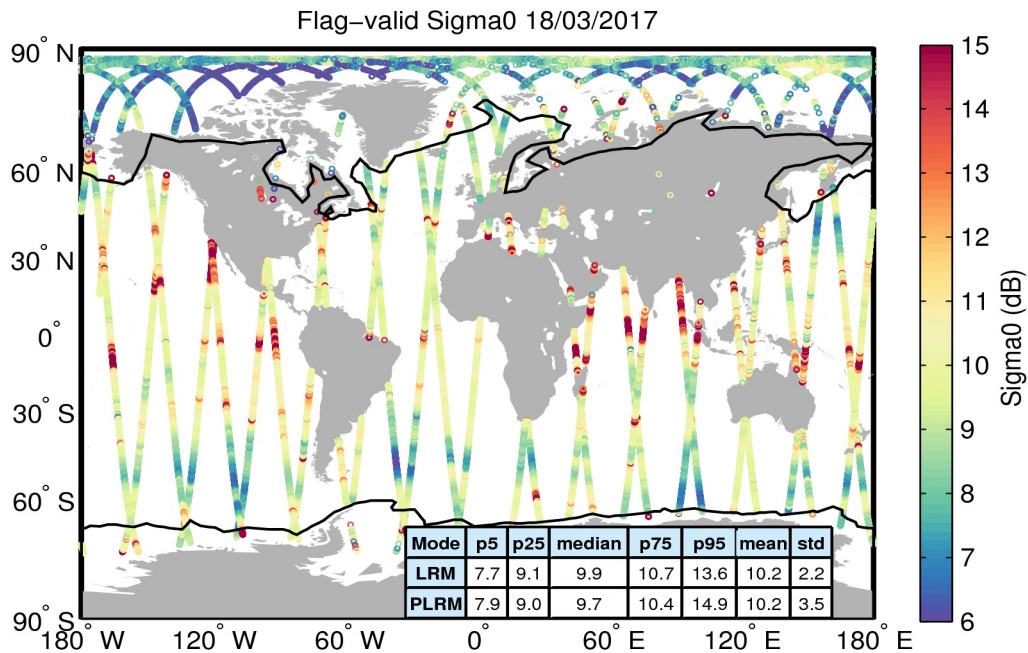 Flag-valid Sigma0 18/03/2017
90° N
60° N
30° N
0°
30° S
60° S
90° S
180° W
120° W
60° W
0°
60° E
120° E
180° E
Mode p5 p25 median p75 p95 mean std
LRM 7.7 9.1 9.9 10.7 13.6 10.2 2.2
PLRM 7.9 9.0 9.7 10.4 14.9 10.2 3.5
15
14
13
12
11
10
9
8
7
6
Sigma0 (dB)